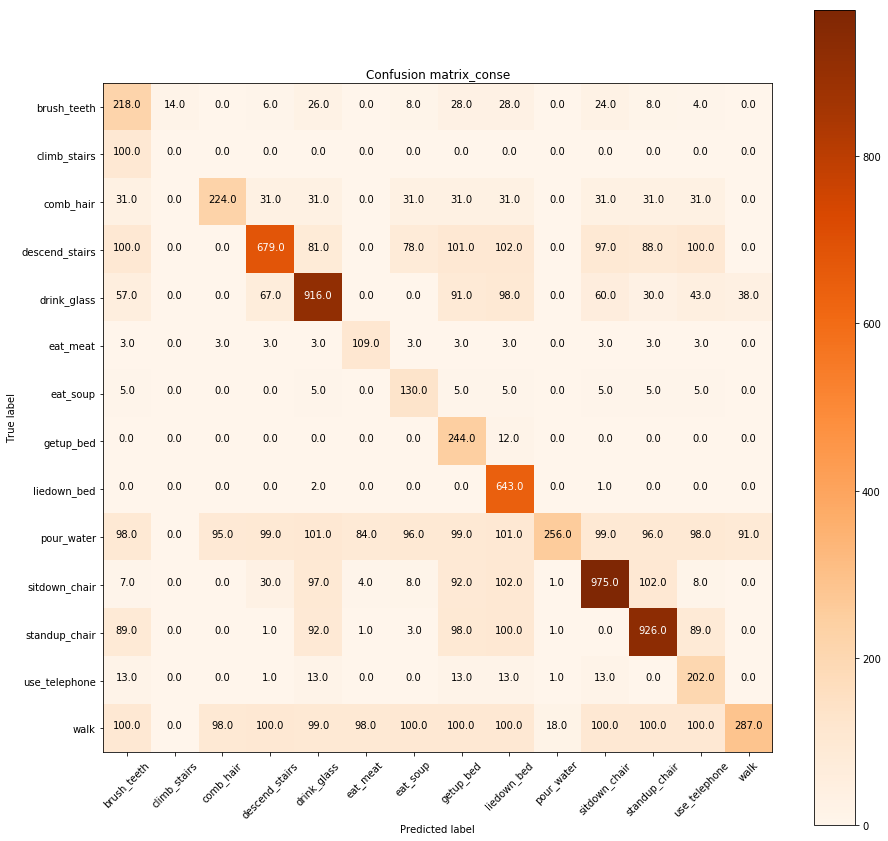 Confusion matrix_conse
brush_teeth 218.0 14.0 0.0 6.0 26.0 0.0 8.0 28.0 28.0 0.0 24.0 8.0 4.0 0.0
climb_stairs 100.0 0.0 0.0 0.0 0.0 0.0 0.0 0.0 0.0 0.0 0.0 0.0 0.0 0.0
comb_hair 31.0 0.0 224.0 31.0 31.0 0.0 31.0 31.0 31.0 0.0 31.0 31.0 31.0 0.0
descend_stairs 100.0 0.0 0.0 679.0 81.0 0.0 78.0 101.0 102.0 0.0 97.0 88.0 100.0 0.0
drink_glass 57.0 0.0 0.0 67.0 916.0 0.0 0.0 91.0 98.0 0.0 60.0 30.0 43.0 38.0
eat_meat 3.0 0.0 3.0 3.0 3.0 109.0 3.0 3.0 3.0 0.0 3.0 3.0 3.0 0.0
eat_soup 5.0 0.0 0.0 0.0 5.0 0.0 130.0 5.0 5.0 0.0 5.0 5.0 5.0 0.0
getup_bed 0.0 0.0 0.0 0.0 0.0 0.0 0.0 244.0 12.0 0.0 0.0 0.0 0.0 0.0
liedown_bed 0.0 0.0 0.0 0.0 2.0 0.0 0.0 0.0 643.0 0.0 1.0 0.0 0.0 0.0
pour_water 98.0 0.0 95.0 99.0 101.0 84.0 96.0 99.0 101.0 256.0 99.0 96.0 98.0 91.0
sitdown_chair 7.0 0.0 0.0 30.0 97.0 4.0 8.0 92.0 102.0 1.0 975.0 102.0 8.0 0.0
standup_chair 89.0 0.0 0.0 1.0 92.0 1.0 3.0 98.0 100.0 1.0 0.0 926.0 89.0 0.0
use_telephone 13.0 0.0 0.0 1.0 13.0 0.0 0.0 13.0 13.0 1.0 13.0 0.0 202.0 0.0
walk 100.0 0.0 98.0 100.0 99.0 98.0 100.0 100.0 100.0 18.0 100.0 100.0 100.0 287.0
brush_teeth climb_stairs comb_hair descend_stairs drink_glass eat_meat eat_soup getup_bed liedown_bed pour_water sitdown_chair standup_chair use_telephone walk
Predicted label
True label
800
600
400
200
0